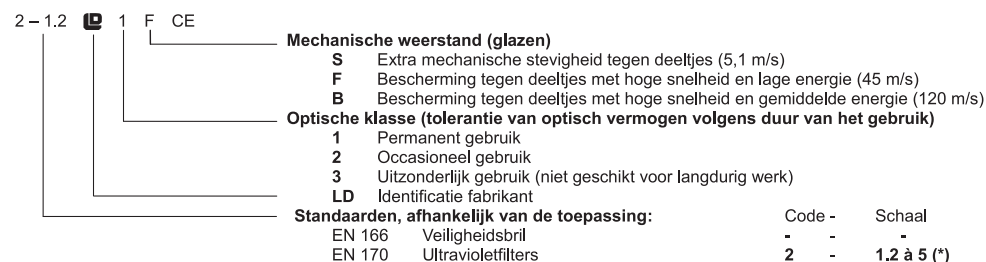 2 – 1.2 LD 1 F CE
Mechanische weerstand (glazen)
S Extra mechanische stevigheid tegen deeltjes (5,1 m/s)
F Bescherming tegen deeltjes met hoge snelheid en lage energie (45 m/s)
B Bescherming tegen deeltjes met hoge snelheid en gemiddelde energie (120 m/s)
Optische klasse (tolerantie van optisch vermogen volgens duur van het gebruik)
1 Permanent gebruik
2 Occasioneel gebruik
3 Uitzonderlijk gebruik (niet geschikt voor langdurig werk)
LD Identificatie fabrikant
Standaarden, afhankelijk van de toepassing: Code - Schaal
EN 166 Veiligheidsbril - - -
EN 170 Ultravioletfilters 2 - 1.2 à 5 (*)